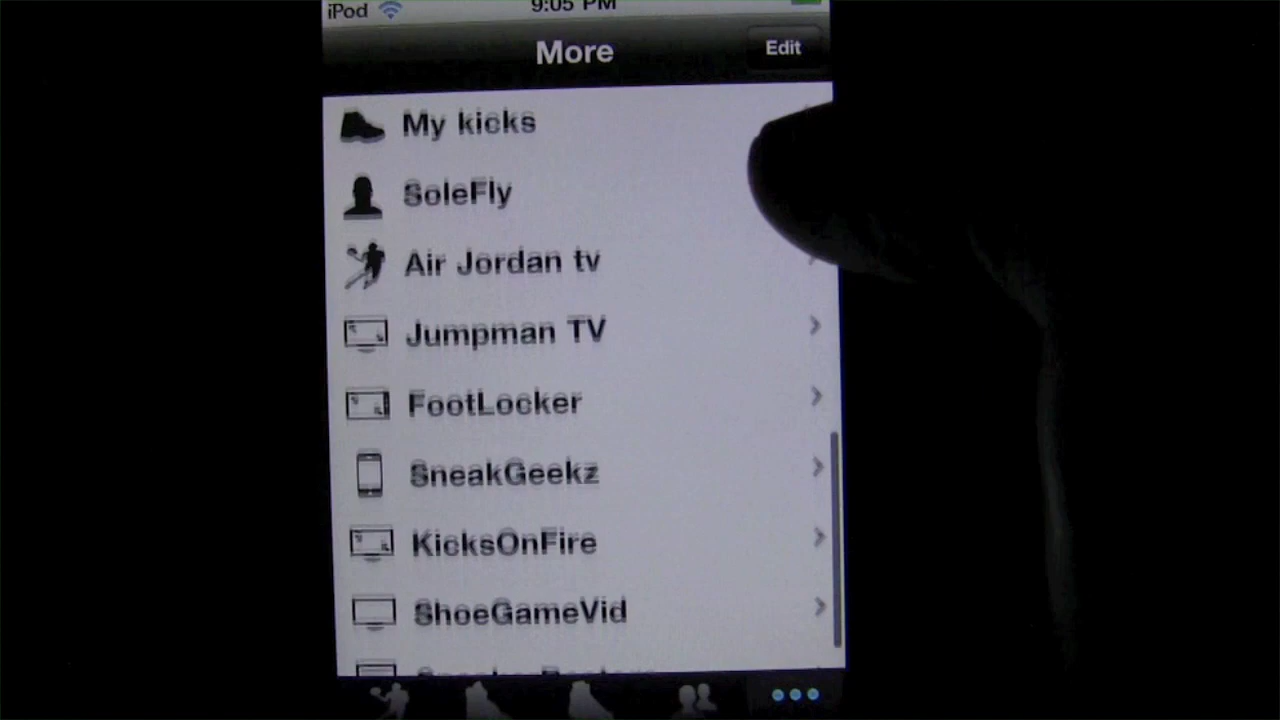 iPod 9:05 PM
More
Edit
My kicks
SoleFly
Air Jordan tv
Jumpman TV
FootLocker
SneakGeekz
KicksOnFire
ShoeGameVid